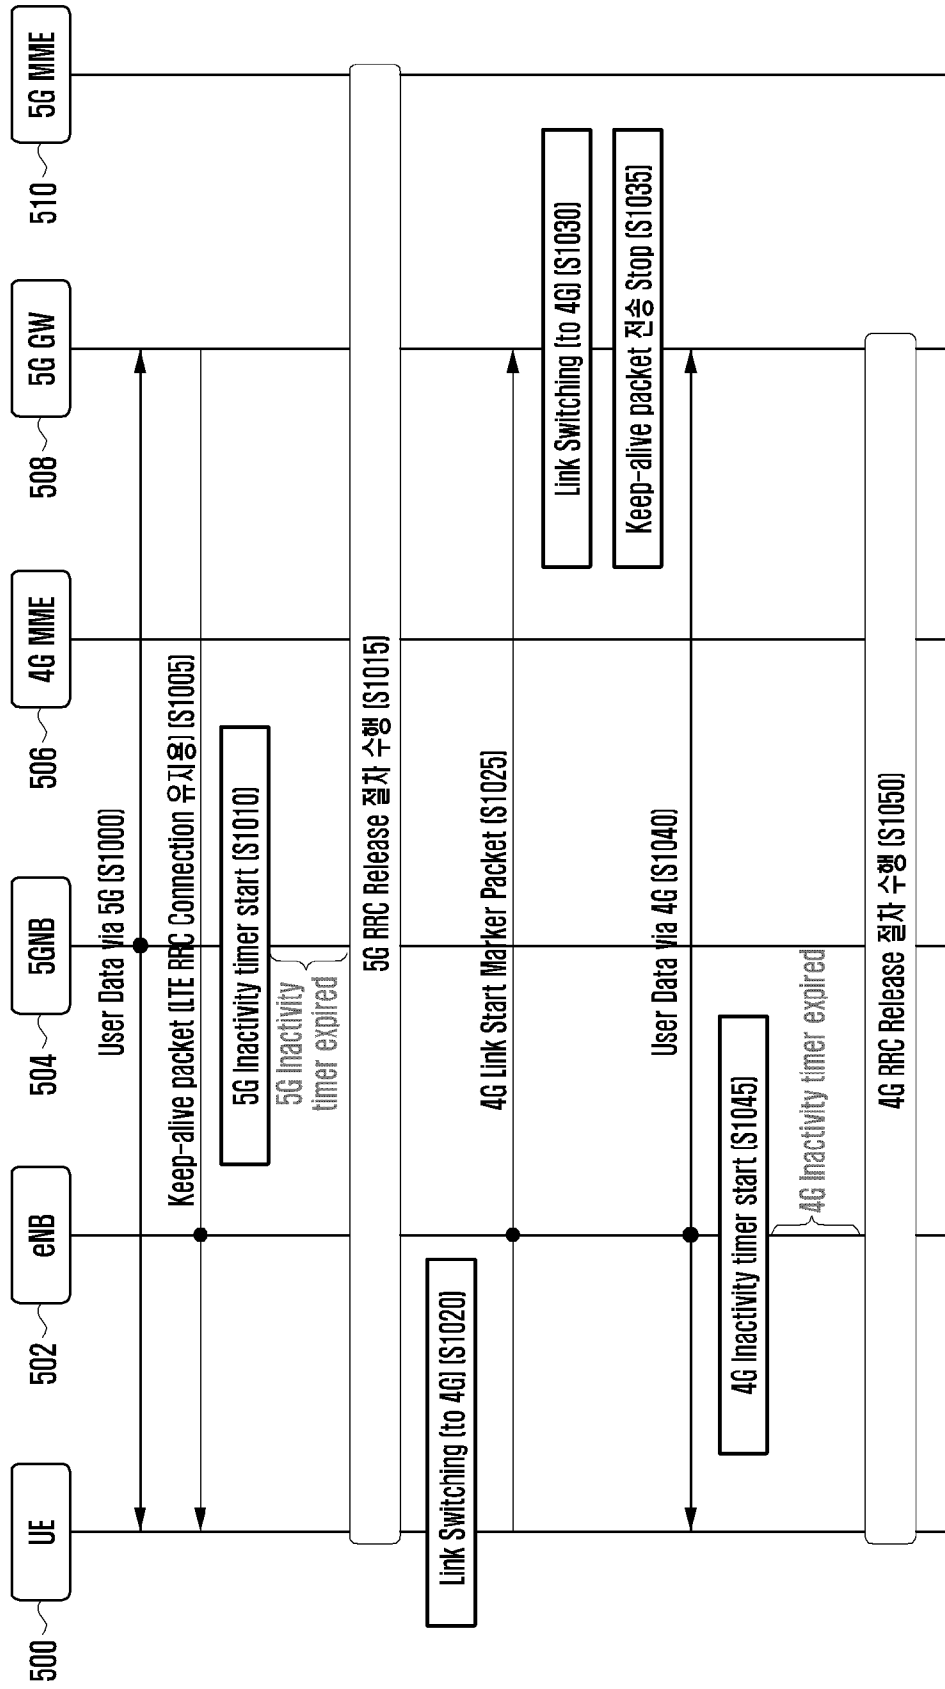 UE
eNB
5GNB
4G MME
5G GW
5G MME
500
502
504
506
508
510
User Data via 5G (S1000)
Keep-alive packet (LTE RRC Connection 유지용) (S1005)
5G Inactivity timer start (S1010)
5G Inactivity
timer expired
5G RRC Release 절차 수행 (S1015)
Link Switching (to 4G) (S1020)
4G Link Start Marker Packet (S1025)
Link Switching (to 4G) (S1030)
Keep-alive packet 전송 Stop (S1035)
User Data via 4G (S1040)
4G Inactivity timer start (S1045)
4G Inactivity timer expired
4G RRC Release 절차 수행 (S1050)